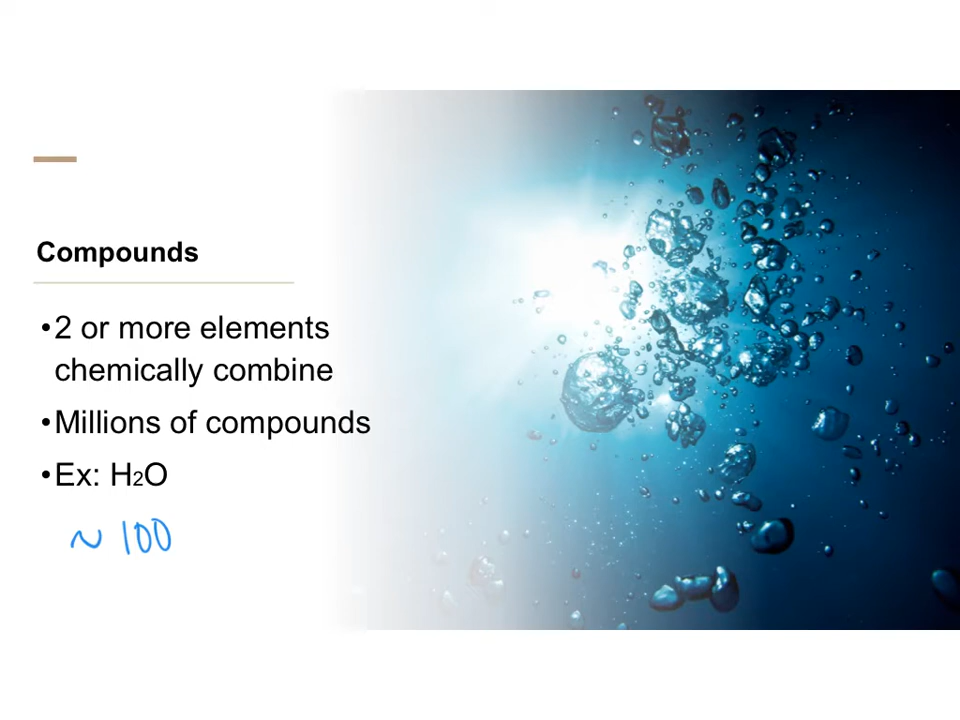 Compounds
•2 or more elements
chemically combine
•Millions of compounds
•Ex: H2O
~ 100